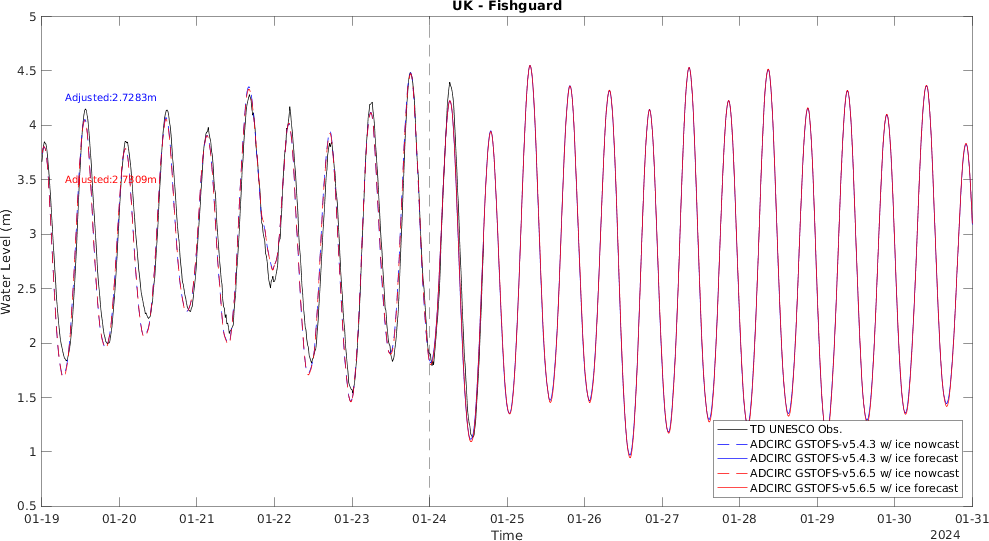 UK - Fishguard
5
4.5
4
3.5
3
2.5
2
1.5
1
0.5
Water Level (m)
Adjusted:2.7283m
Adjusted:2.7809m
TD UNESCO Obs.
ADCIRC GSTOFS-v5.4.3 w/ ice nowcast
ADCIRC GSTOFS-v5.4.3 w/ ice forecast
ADCIRC GSTOFS-v5.6.5 w/ ice nowcast
ADCIRC GSTOFS-v5.6.5 w/ ice forecast
01-19 01-20 01-21 01-22 01-23 01-24 01-25 01-26 01-27 01-28 01-29 01-30 01-31
Time
2024